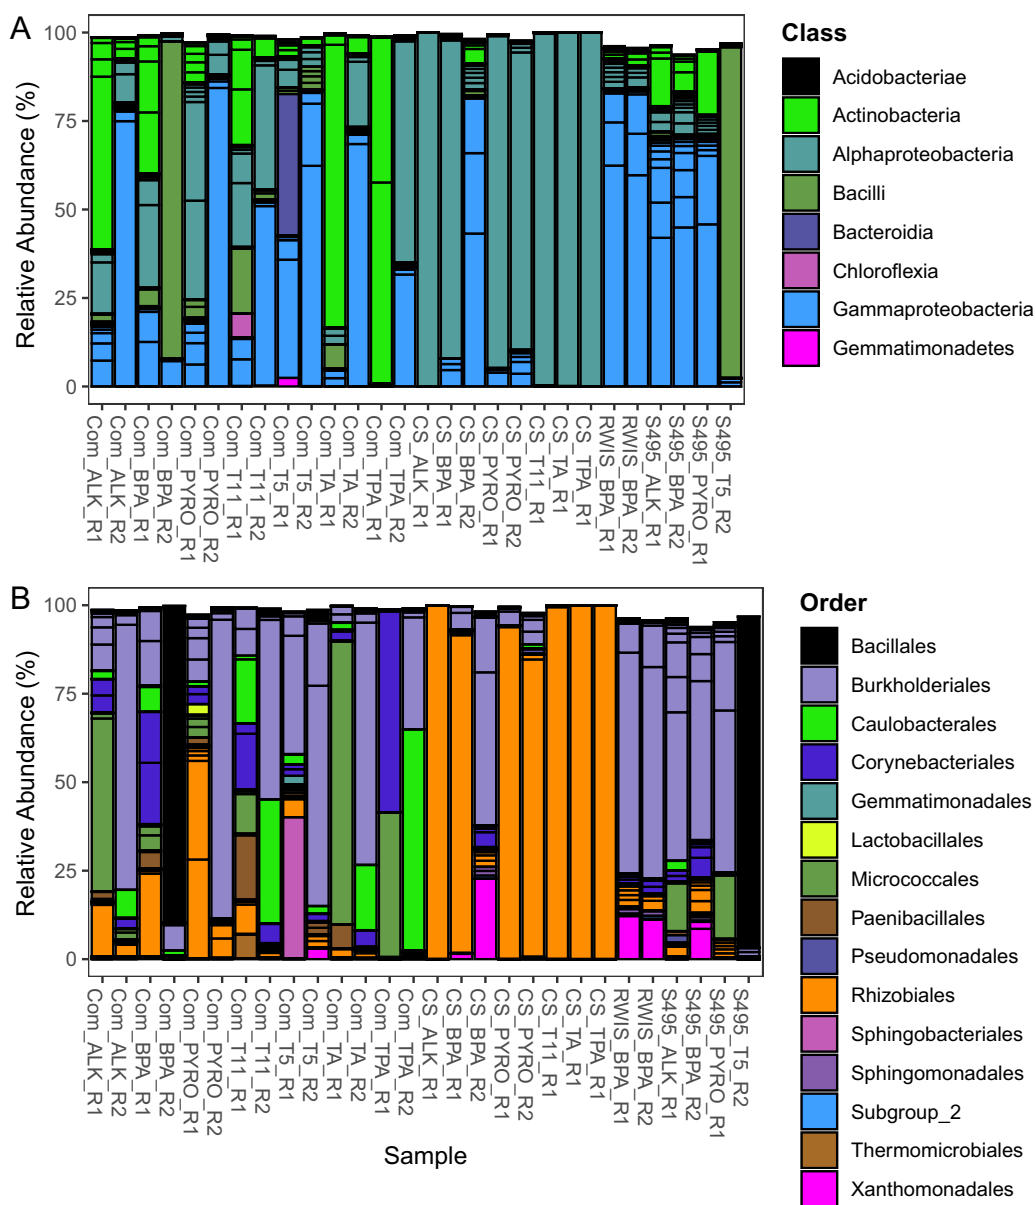 A
Relative Abundance (%)
100
75
50
25
0
Com_ALK_R1
Com_ALK_R2
Com_BPA_R1
Com_BPA_R2
Com_PYRO_R1
Com_PYRO_R2
Com_T11_R1
Com_T11_R2
Com_T5_R1
Com_T5_R2
Com_TA_R1
Com_TA_R2
Com_TPA_R1
Com_TPA_R2
CS_ALK_R1
CS_BPA_R1
CS_BPA_R2
CS_PYRO_R1
CS_PYRO_R2
CS_T11_R1
CS_TA_R1
CS_TPA_R1
RWIS_BPA_R1
RWIS_BPA_R2
S495_ALK_R1
S495_BPA_R2
S495_PYRO_R1
S495_T5_R2
Class
Acidobacteriae
Actinobacteria
Alphaproteobacteria
Bacilli
Bacteroidia
Chloroflexia
Gammaproteobacteria
Gemmatimonadetes
B
Relative Abundance (%)
100
75
50
25
0
Com_ALK_R1
Com_ALK_R2
Com_BPA_R1
Com_BPA_R2
Com_PYRO_R1
Com_PYRO_R2
Com_T11_R1
Com_T11_R2
Com_T5_R1
Com_T5_R2
Com_TA_R1
Com_TA_R2
Com_TPA_R1
Com_TPA_R2
CS_ALK_R1
CS_BPA_R1
CS_BPA_R2
CS_PYRO_R1
CS_PYRO_R2
CS_T11_R1
CS_TA_R1
CS_TPA_R1
RWIS_BPA_R1
RWIS_BPA_R2
S495_ALK_R1
S495_BPA_R2
S495_PYRO_R1
S495_T5_R2
Sample
Order
Bacillales
Burkholderiales
Caulobacterales
Corynebacteriales
Gemmatimonadales
Lactobacillales
Micrococcales
Paenibacillales
Pseudomonadales
Rhizobiales
Sphingobacteriales
Sphingomonadales
Subgroup_2
Thermomicrobiales
Xanthomonadales